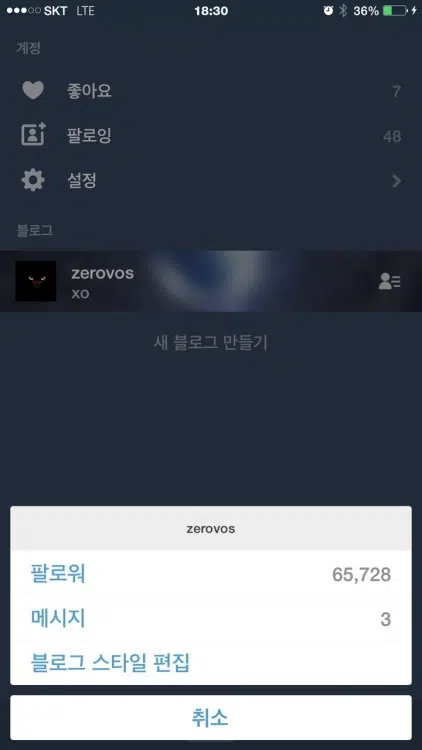 SKT LTE 18:30 36%
계정
좋아요 7
팔로잉 48
설정
블로그
zerovos
xo
새 블로그 만들기
zerovos
팔로워 65,728
메시지 3
블로그 스타일 편집
취소